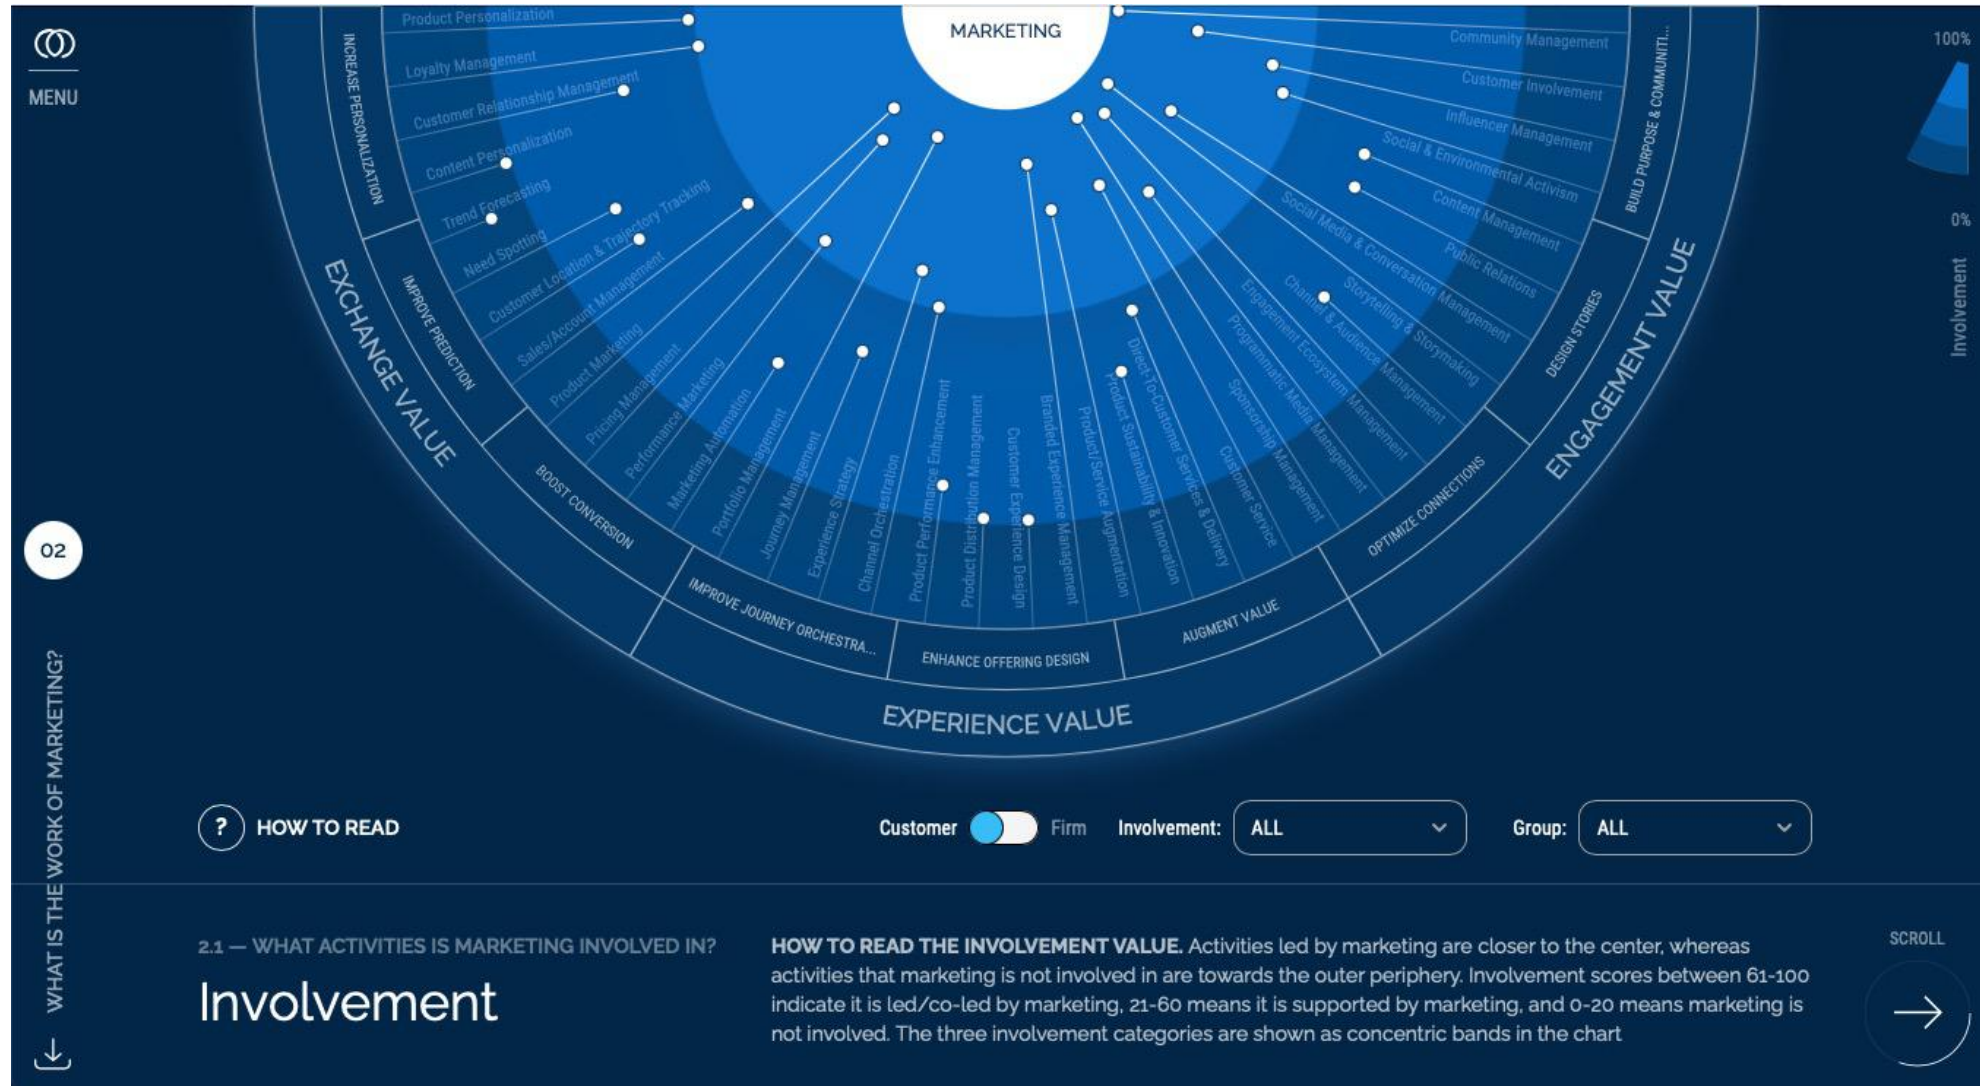 MENU
MARKETING
100%
0%
Involvement
Product Personalization
Loyalty Management
Customer Relationship Management
Content Personalization
Trend Forecasting
Need Spotting
Customer Location & Trajectory Tracking
Sales/Account Management
Product Marketing
Pricing Management
Performance Marketing
Marketing Automation
Portfolio Management
Journey Management
Experience Strategy
Channel Orchestration
Product Performance Enhancement
Product Distribution Management
Customer Experience Design
Branded Experience Management
Product/Service Augmentation
Product Sustainability & Innovation
Direct-To-Customer Services & Delivery
Customer Service
Sponsorship Management
Programmatic Media Management
Engagement Ecosystem Management
Channel & Audience Management
Storytelling & Storymaking
Social Media & Conversation Management
Public Relations
Content Management
Social & Environmental Activism
Influencer Management
Customer Involvement
Community Management
INCREASE PERSONALIZATION
IMPROVE PREDICTION
BOOST CONVERSION
IMPROVE JOURNEY ORCHESTRA...
ENHANCE OFFERING DESIGN
AUGMENT VALUE
OPTIMIZE CONNECTIONS
DESIGN STORIES
BUILD PURPOSE & COMMUNITI...
EXCHANGE VALUE
EXPERIENCE VALUE
ENGAGEMENT VALUE
02
WHAT IS THE WORK OF MARKETING?
? HOW TO READ
Customer Firm Involvement: ALL Group: ALL
2.1 — WHAT ACTIVITIES IS MARKETING INVOLVED IN?
Involvement
HOW TO READ THE INVOLVEMENT VALUE. Activities led by marketing are closer to the center, whereas
activities that marketing is not involved in are towards the outer periphery. Involvement scores between 61-100
indicate it is led/co-led by marketing, 21-60 means it is supported by marketing, and 0-20 means marketing is
not involved. The three involvement categories are shown as concentric bands in the chart
SCROLL